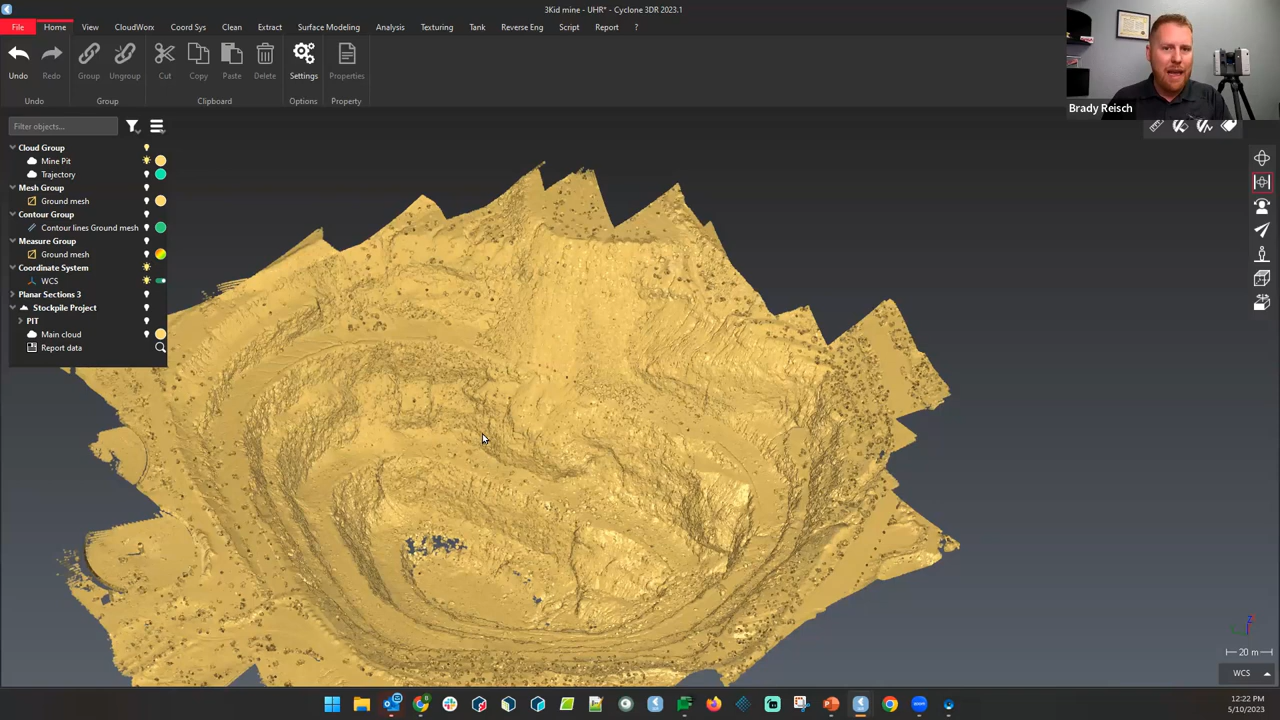 3Kid mine - UHR* - Cyclone 3DR 2023.1
File Home View CloudWorx Coord Sys Clean Extract Surface Modeling Analysis Texturing Tank Reverse Eng Script Report ?
Undo Redo Group Ungroup Cut Copy Paste Delete Settings Properties
Undo Group Clipboard Options Property
Brady Reisch
Filter objects...
Cloud Group
Mine Pit
Trajectory
Mesh Group
Ground mesh
Contour Group
Contour lines Ground mesh
Measure Group
Ground mesh
Coordinate System
WCS
Planar Sections 3
Stockpile Project
PIT
Main cloud
Report data
Z
20 m
WCS
12:22 PM
5/10/2023